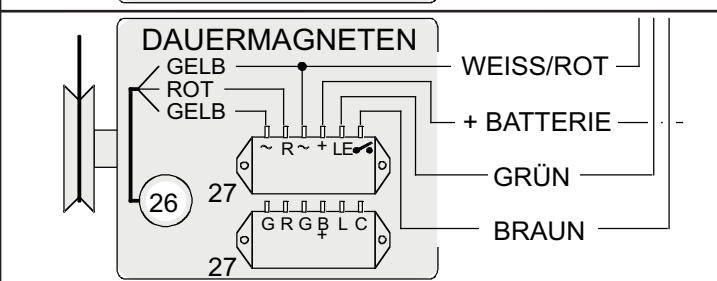 DAUERMAGNETEN
GELB
WEISS/ROT
ROT
GELB
+ BATTERIE
~ R ~ + LE
27
GRÜN
26
G R G B L C
+
BRAUN
27